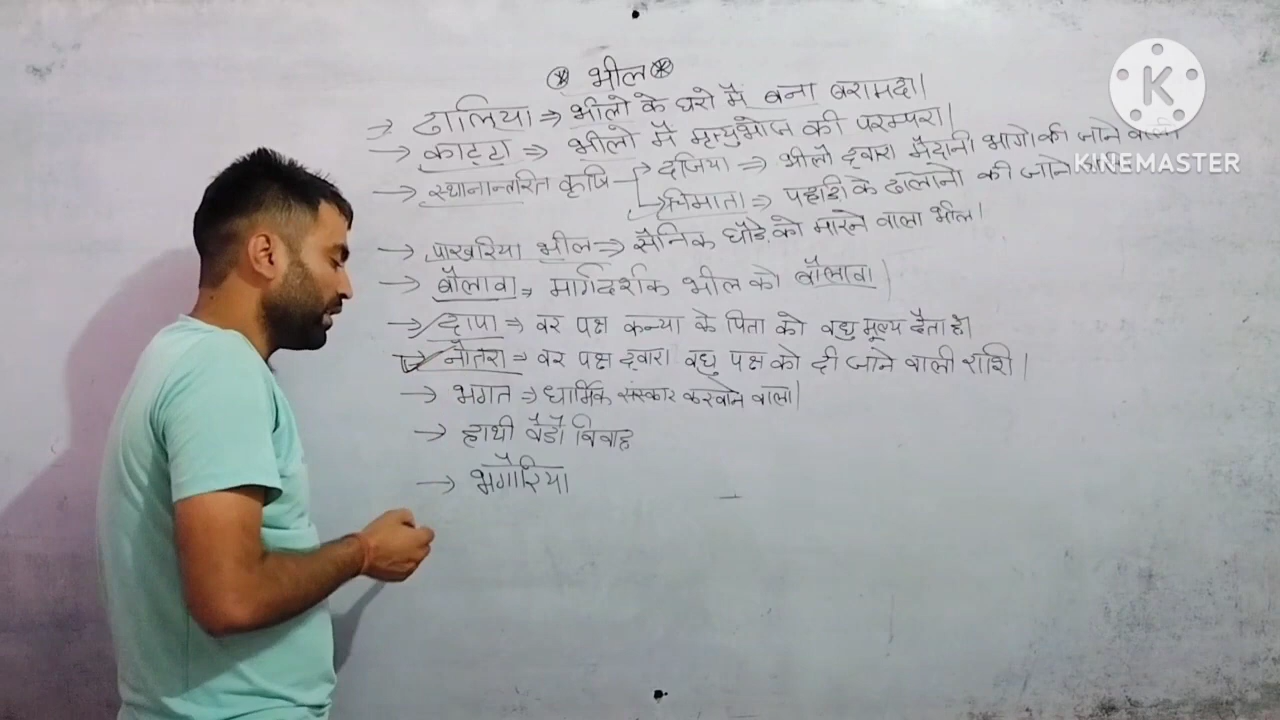 * भील *
→ ढालिया ⇒ भीलो के घरो मै बना बरामदा।
→ काट्टा ⇒ भीलो मै मृत्युभोज की परम्परा।
→ स्थानान्तरित कृषि → दजिया ⇒ भीलौ द्वारा मैदानी भागो की जाने वाली
→ चिमाता ⇒ पहाडी के ढालोनो की जाने
→ पाखरिया भील ⇒ सैनिक घौडे को मारने वाला भील।
→ बौलावा ⇒ मार्गदर्शक भील को बौलावा।
→ दापा ⇒ वर पक्ष कन्या के पिता को वधु मूल्य देता है।
→ नौतरा ⇒ वर पक्ष द्वारा वधु पक्ष को दी जाने वाली राशि।
→ भगत ⇒ धार्मिक संस्कार करवाने वाला।
→ हाथी वैडौ विवाह
→ भगौरिया
K
KINEMASTER